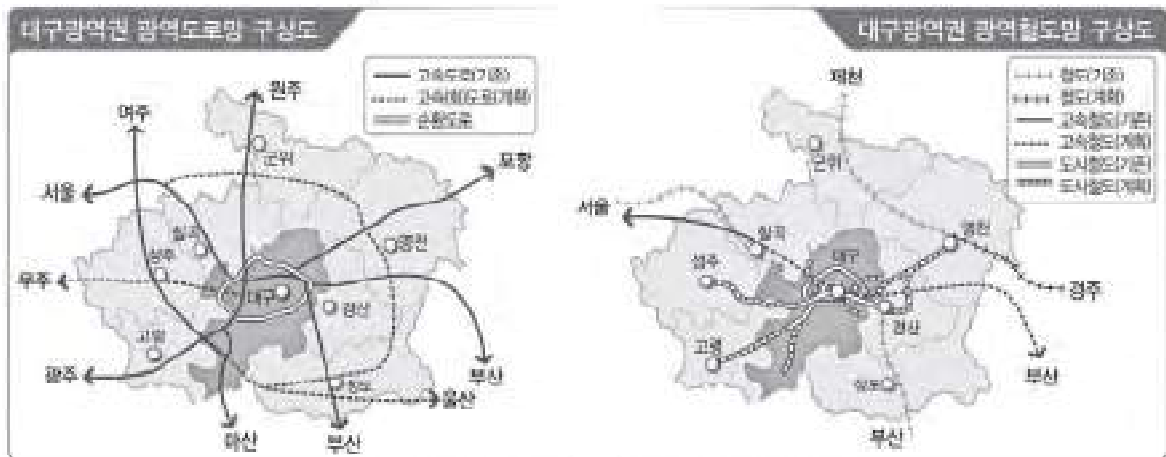 대구광역권 광역도로망 구상도
고속도로(기존)
고속(화)도로(계획)
순환도로
원주
여주
군위
포항
서울
칠곡
영천
성주
무주
대구
경산
고령
광주
청도
부산
울산
마산
부산
대구광역권 광역철도망 구상도
철도(기존)
철도(계획)
고속철도(기존)
고속철도(계획)
도시철도(기존)
도시철도(계획)
제천
군위
서울
칠곡
영천
대구
성주
경주
경산
고령
부산
청도
부산